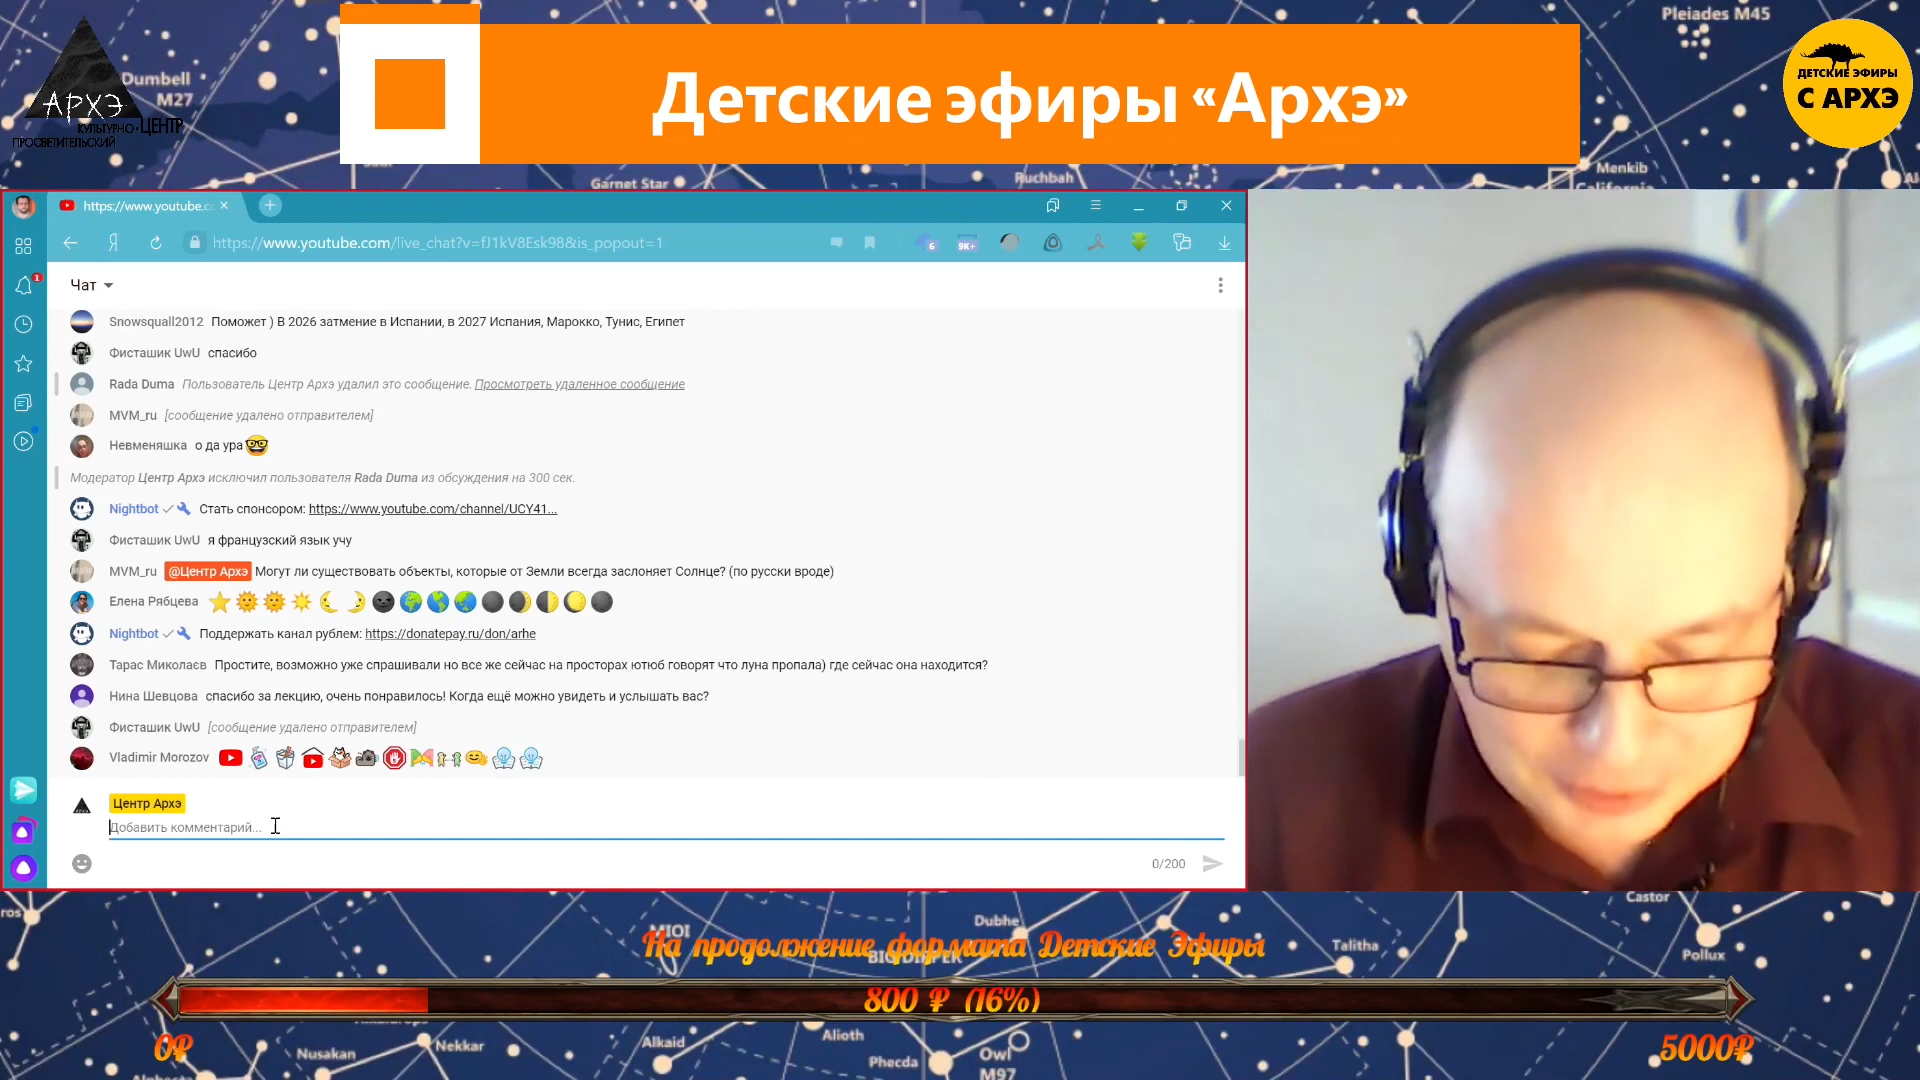 Pleiades M45
Dumbell
M27
АРХЭ
КУЛЬТУРНО-ЦЕНТР
ПРОСВЕТИТЕЛЬСКИЙ
Детские эфиры «Архэ»
ДЕТСКИЕ ЭФИРЫ
С АРХЭ
Garnet Star
Ruchbah
Menkib
California
https://www.youtube.c
https://www.youtube.com/live_chat?v=fJ1kV8Esk98&is_popout=1
6
9K+
1
Чат
Snowsquall2012 Поможет ) В 2026 затмение в Испании, в 2027 Испания, Марокко, Тунис, Египет
Фисташик UwU спасибо
Rada Duma Пользователь Центр Архэ удалил это сообщение. Просмотреть удаленное сообщение
MVM_ru [сообщение удалено отправителем]
Невменяшка о да ура
Модератор Центр Архэ исключил пользователя Rada Duma из обсуждения на 300 сек.
Nightbot Стать спонсором: https://www.youtube.com/channel/UCY41...
Фисташик UwU я французский язык учу
MVM_ru @Центр Архэ Могут ли существовать объекты, которые от Земли всегда заслоняет Солнце? (по русски вроде)
Елена Рябцева
Nightbot Поддержать канал рублем: https://donatepay.ru/don/arhe
Тарас Миколаєв Простите, возможно уже спрашивали но все же сейчас на просторах ютюб говорят что луна пропала) где сейчас она находится?
Нина Шевцова спасибо за лекцию, очень понравилось! Когда ещё можно увидеть и услышать вас?
Фисташик UwU [сообщение удалено отправителем]
Vladimir Morozov
Центр Архэ
Добавить комментарий...
0/200
Castor
Dubhe
Talitha
Pollux
На продолжение формата Детские Эфиры
800 ₽ (16%)
0₽
5000₽
Nusakan
Nekkar
Alkaid
Alioth
Phecda
Owl
M97